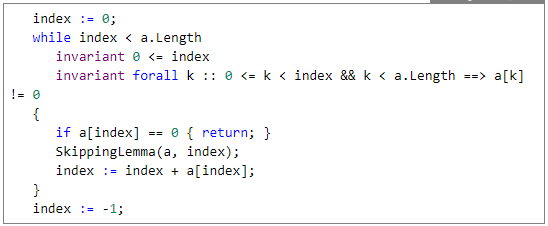 index := 0;
while index < a.Length
invariant 0 <= index
invariant forall k :: 0 <= k < index && k < a.Length ==> a[k]
!= 0
{
if a[index] == 0 { return; }
SkippingLemma(a, index);
index := index + a[index];
}
index := -1;